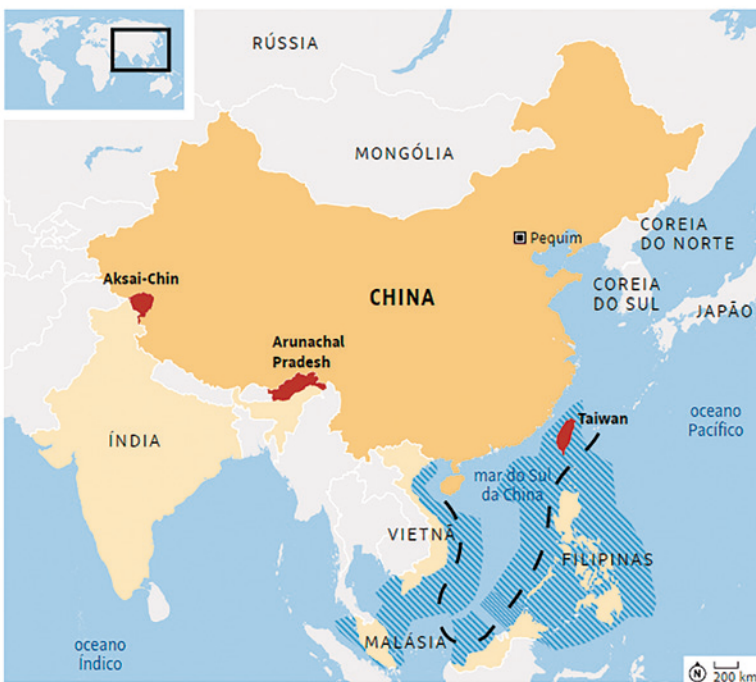 RÚSSIA
MONGÓLIA
Pequim
COREIA
DO NORTE
COREIA
DO SUL
JAPÃO
Aksai-Chin
CHINA
Arunachal
Pradesh
ÍNDIA
Taiwan
oceano
Pacífico
mar do Sul
da China
VIETNÃ
FILIPINAS
MALÁSIA
oceano
Índico
N
200 km